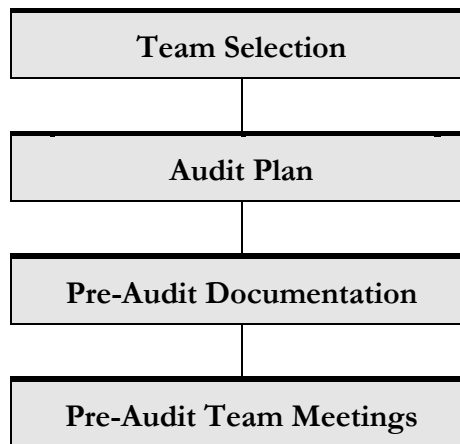 Team Selection
Audit Plan
Pre-Audit Documentation
Pre-Audit Team Meetings